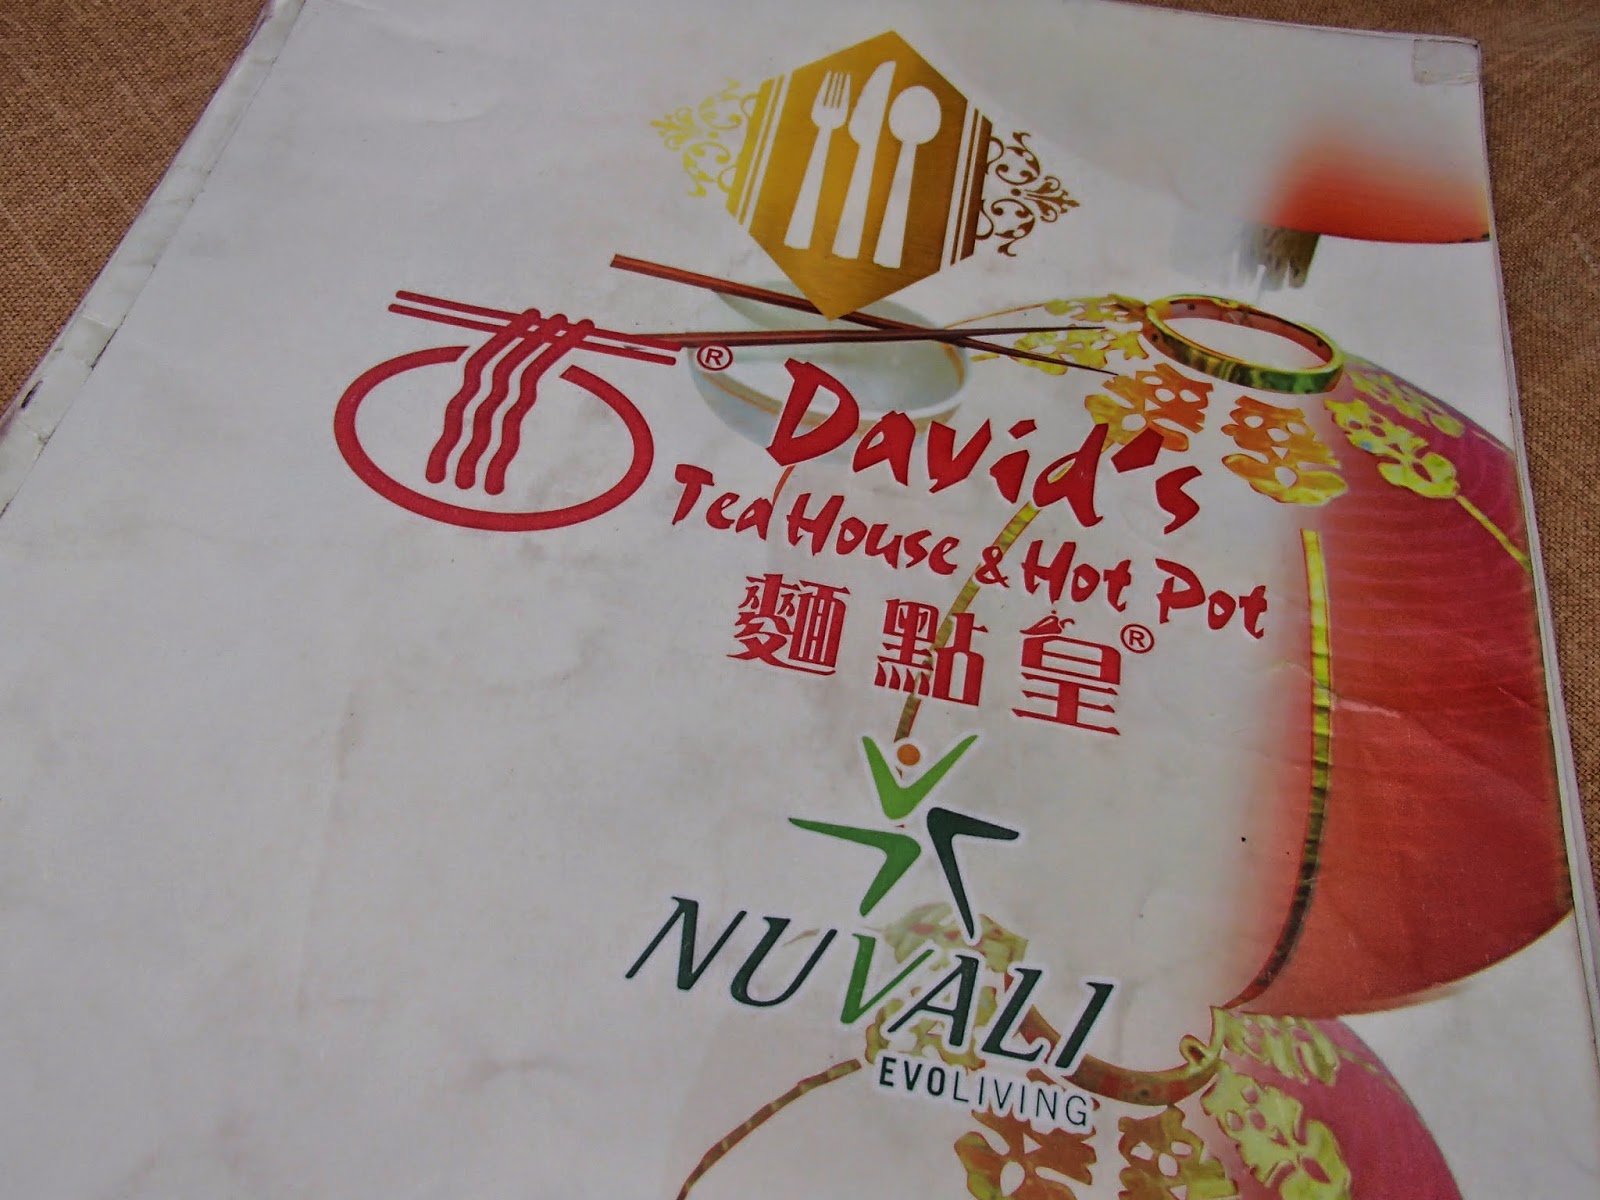 ®
David's
Tea House & Hot Pot
麵點皇®
NUVALI
EVOLIVING